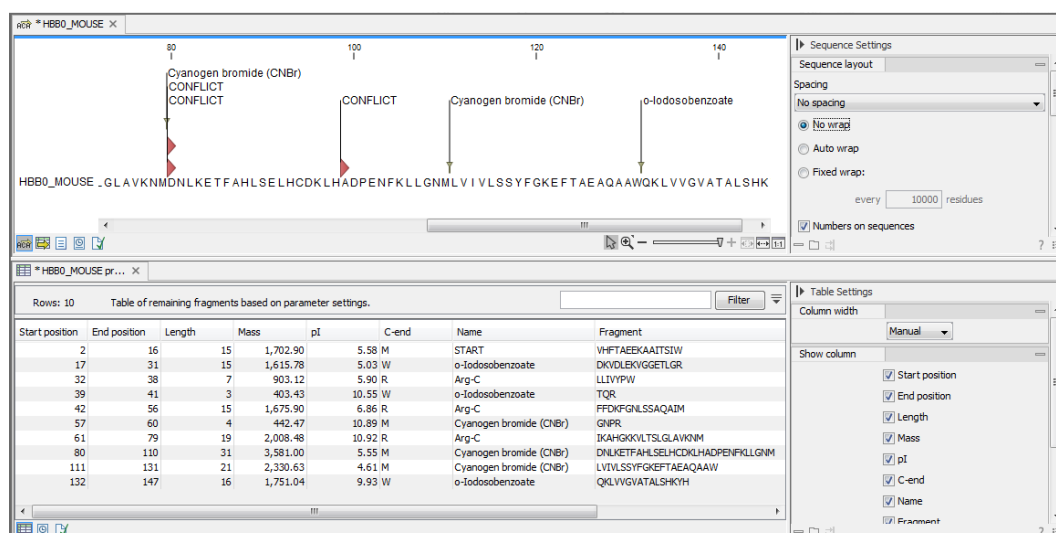 * HBB0_MOUSE
80 100 120 140
Cyanogen bromide (CNBr)
CONFLICT
CONFLICT CONFLICT Cyanogen bromide (CNBr) o-Iodosobenzoate
HBB0_MOUSE GLAVKNMDNLKETFAHLSELHCDKLHADPENFKLLGNMLVIVLSSYFGKEFTAEAQAAWQKLVVGVATALSHK
Sequence Settings
Sequence layout
Spacing
No spacing
No wrap
Auto wrap
Fixed wrap:
every 10000 residues
Numbers on sequences
1:1
?
* HBB0_MOUSE pr...
Rows: 10 Table of remaining fragments based on parameter settings. Filter
Start position End position Length Mass pI C-end Name Fragment
2 16 15 1,702.90 5.58 M START VHFTAEEKAAITSIW
17 31 15 1,615.78 5.03 W o-Iodosobenzoate DKVDLEKVGGETLGR
32 38 7 903.12 5.90 R Arg-C LLIVYPW
39 41 3 403.43 10.55 W o-Iodosobenzoate TQR
42 56 15 1,675.90 6.86 R Arg-C FFDKFGNLSSAQAIM
57 60 4 442.47 10.89 M Cyanogen bromide (CNBr) GNPR
61 79 19 2,008.48 10.92 R Arg-C IKAHGKKVLTSLGLAVKNM
80 110 31 3,581.00 5.55 M Cyanogen bromide (CNBr) DNLKETFAHLSELHCDKLHADPENFKLLGNM
111 131 21 2,330.63 4.61 M Cyanogen bromide (CNBr) LVIVLSSYFGKEFTAEAQAAW
132 147 16 1,751.04 9.93 W o-Iodosobenzoate QKLVVGVATALSHKYH
Table Settings
Column width
Manual
Show column
Start position
End position
Length
Mass
pI
C-end
Name
Fragment
?